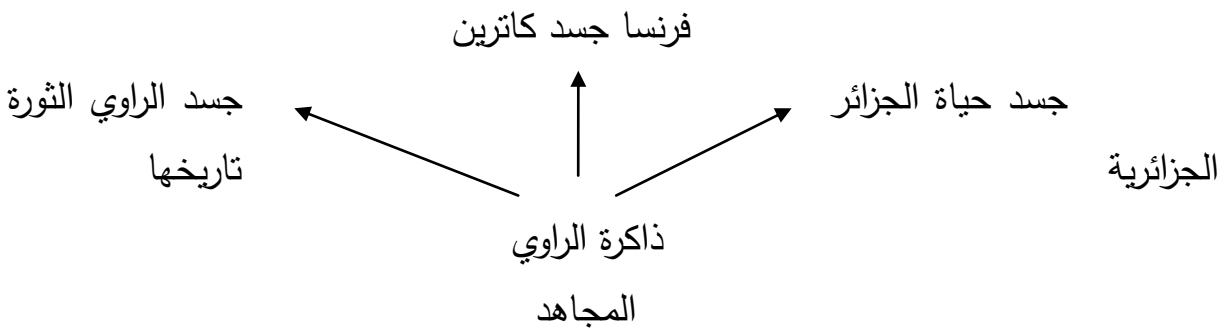 فرنسا جسد كاترين
جسد حياة الجزائر
جسد الراوي الثورة
الجزائرية
تاريخها
ذاكرة الراوي
المجاهد